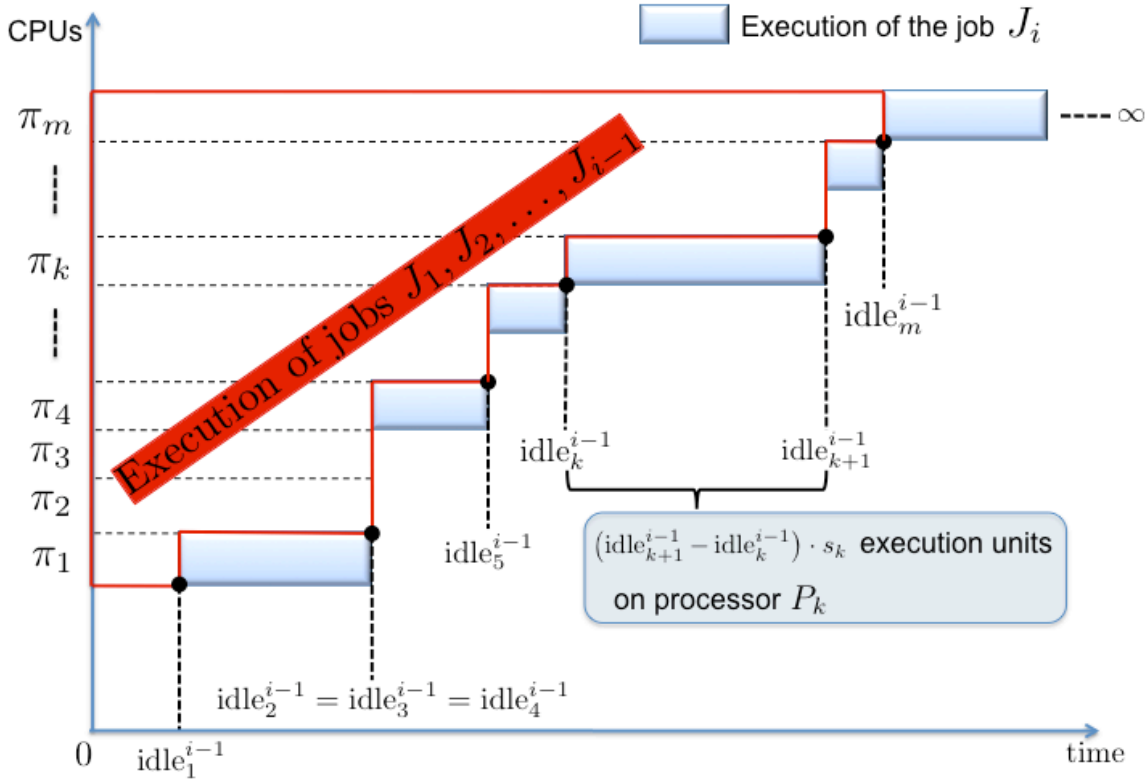 CPUs
Execution of the job J_i
π_m
∞
Execution of jobs J_1, J_2, . . . , J_{i−1}
π_k
idle_m^{i-1}
π_4
π_3
idle_k^{i-1}
idle_{k+1}^{i-1}
π_2
π_1
idle_5^{i-1}
(idle_{k+1}^{i-1} − idle_k^{i-1}) · s_k execution units
on processor P_k
idle_2^{i-1} = idle_3^{i-1} = idle_4^{i-1}
0
idle_1^{i-1}
time